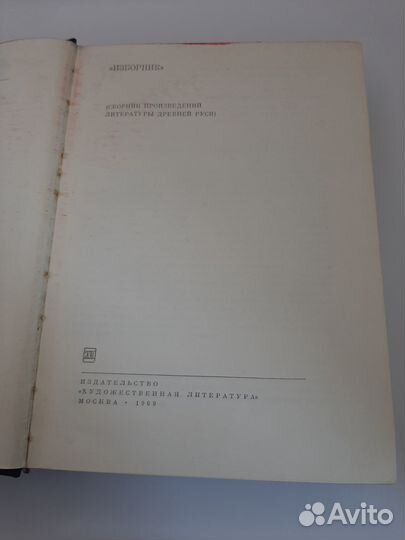 «ИЗБОРНИК»
(СБОРНИК ПРОИЗВЕДЕНИЙ
ЛИТЕРАТУРЫ ДРЕВНЕЙ РУСИ)
ИЗДАТЕЛЬСТВО
«ХУДОЖЕСТВЕННАЯ ЛИТЕРАТУРА»
МОСКВА • 1969
Avito